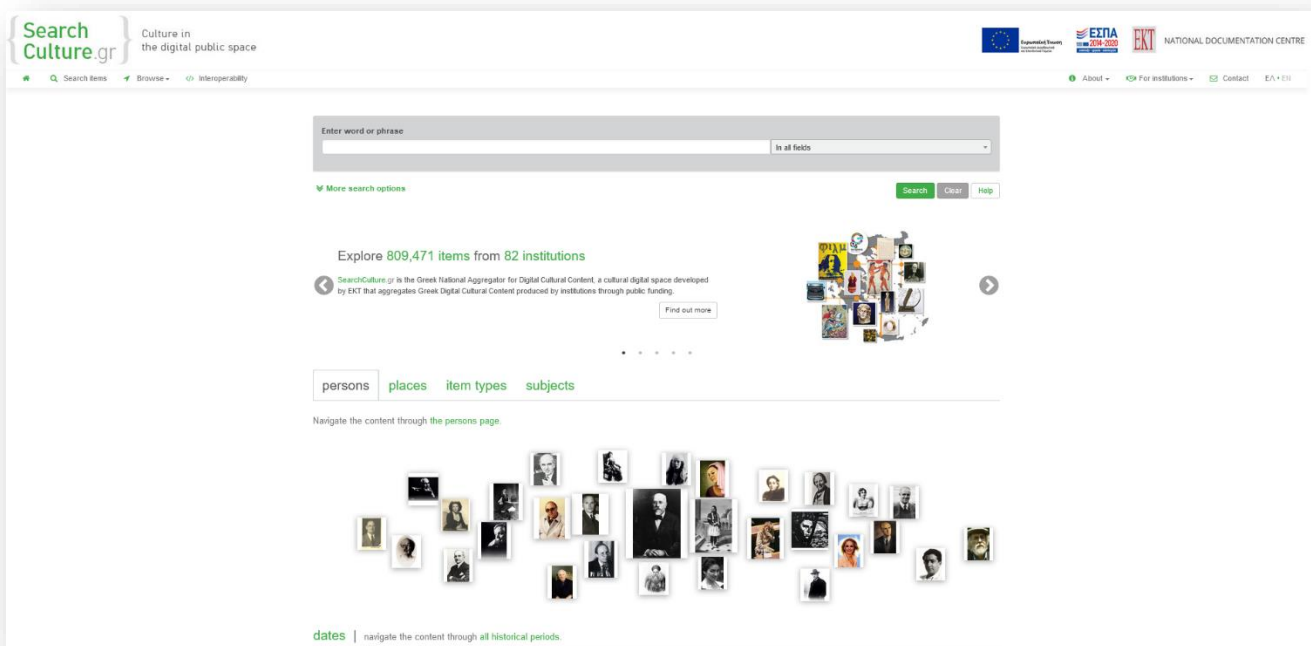 Search
Culture.gr
Culture in
the digital public space
Ευρωπαϊκή Ένωση
ΕΣΠΑ
2014-2020
EKT
NATIONAL DOCUMENTATION CENTRE
Search items
Browse
Interoperability
About
For institutions
Contact
ΕΛ • EN
Enter word or phrase
In all fields
More search options
Search
Clear
Help
Explore 809,471 items from 82 institutions
SearchCulture.gr is the Greek National Aggregator for Digital Cultural Content, a cultural digital space developed
by EKT that aggregates Greek Digital Cultural Content produced by institutions through public funding.
Find out more
persons
places
item types
subjects
Navigate the content through the persons page.
dates | navigate the content through all historical periods.